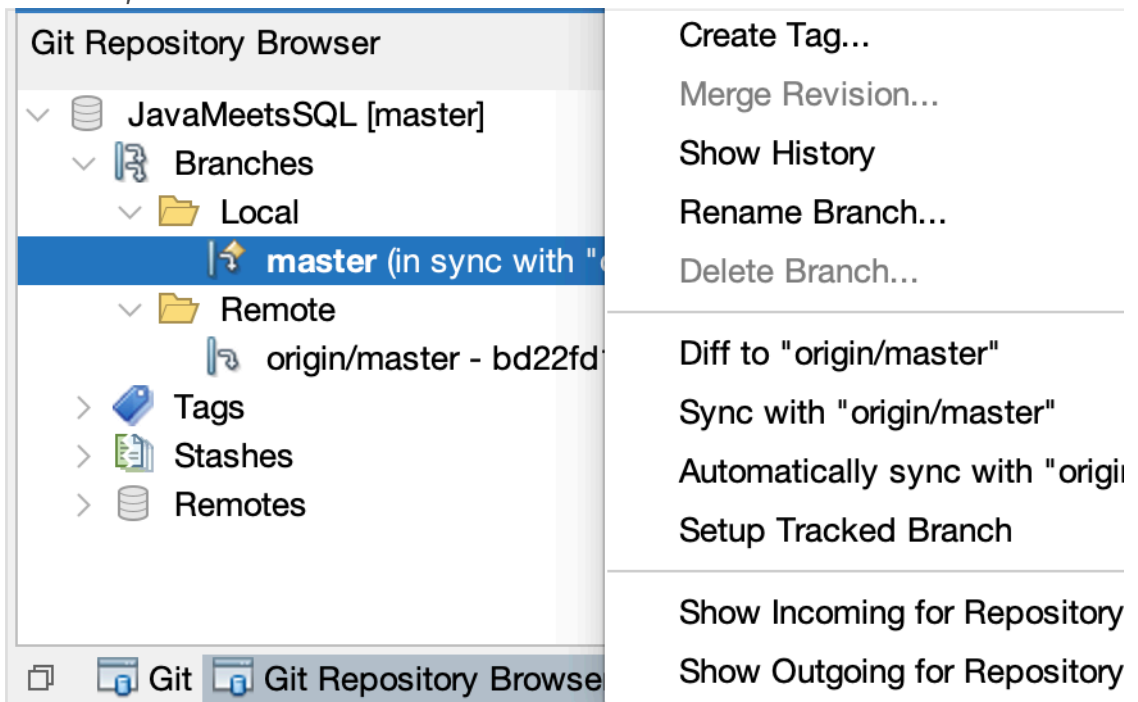 Git Repository Browser
JavaMeetsSQL [master]
Branches
Local
master (in sync with "
Remote
origin/master - bd22fd
Tags
Stashes
Remotes
Git
Git Repository Browse
Create Tag...
Merge Revision...
Show History
Rename Branch...
Delete Branch...
Diff to "origin/master"
Sync with "origin/master"
Automatically sync with "origi
Setup Tracked Branch
Show Incoming for Repository
Show Outgoing for Repository